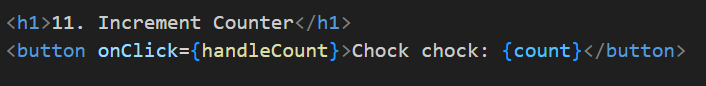 <h1>11. Increment Counter</h1>
<button onClick={handleCount}>Chock chock: {count}</button>